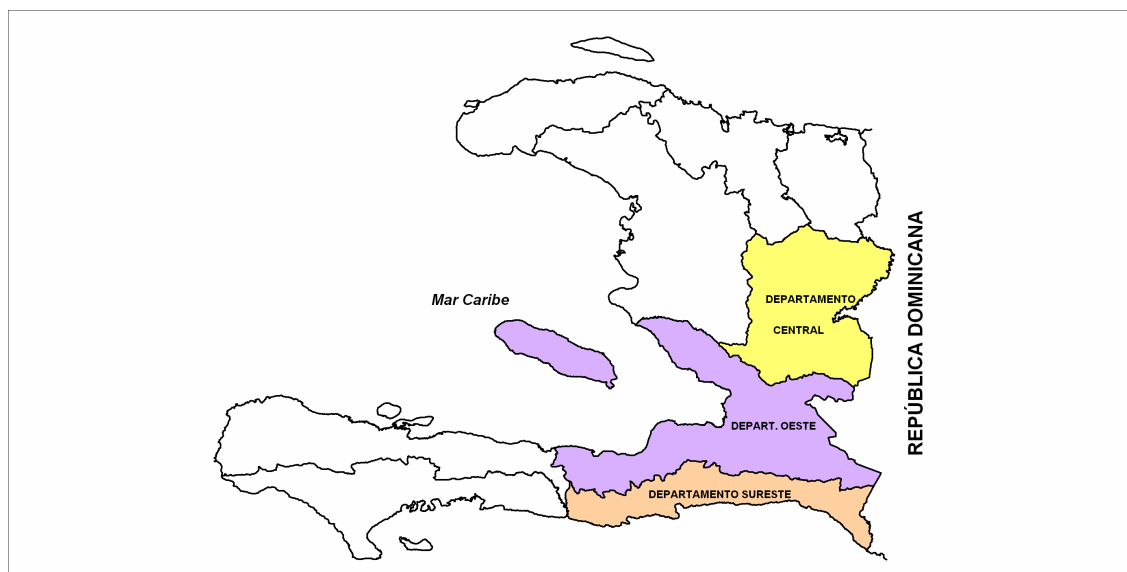 Mar Caribe
DEPARTAMENTO
CENTRAL
REPÚBLICA DOMINICANA
DEPART. OESTE
DEPARTAMENTO SURESTE